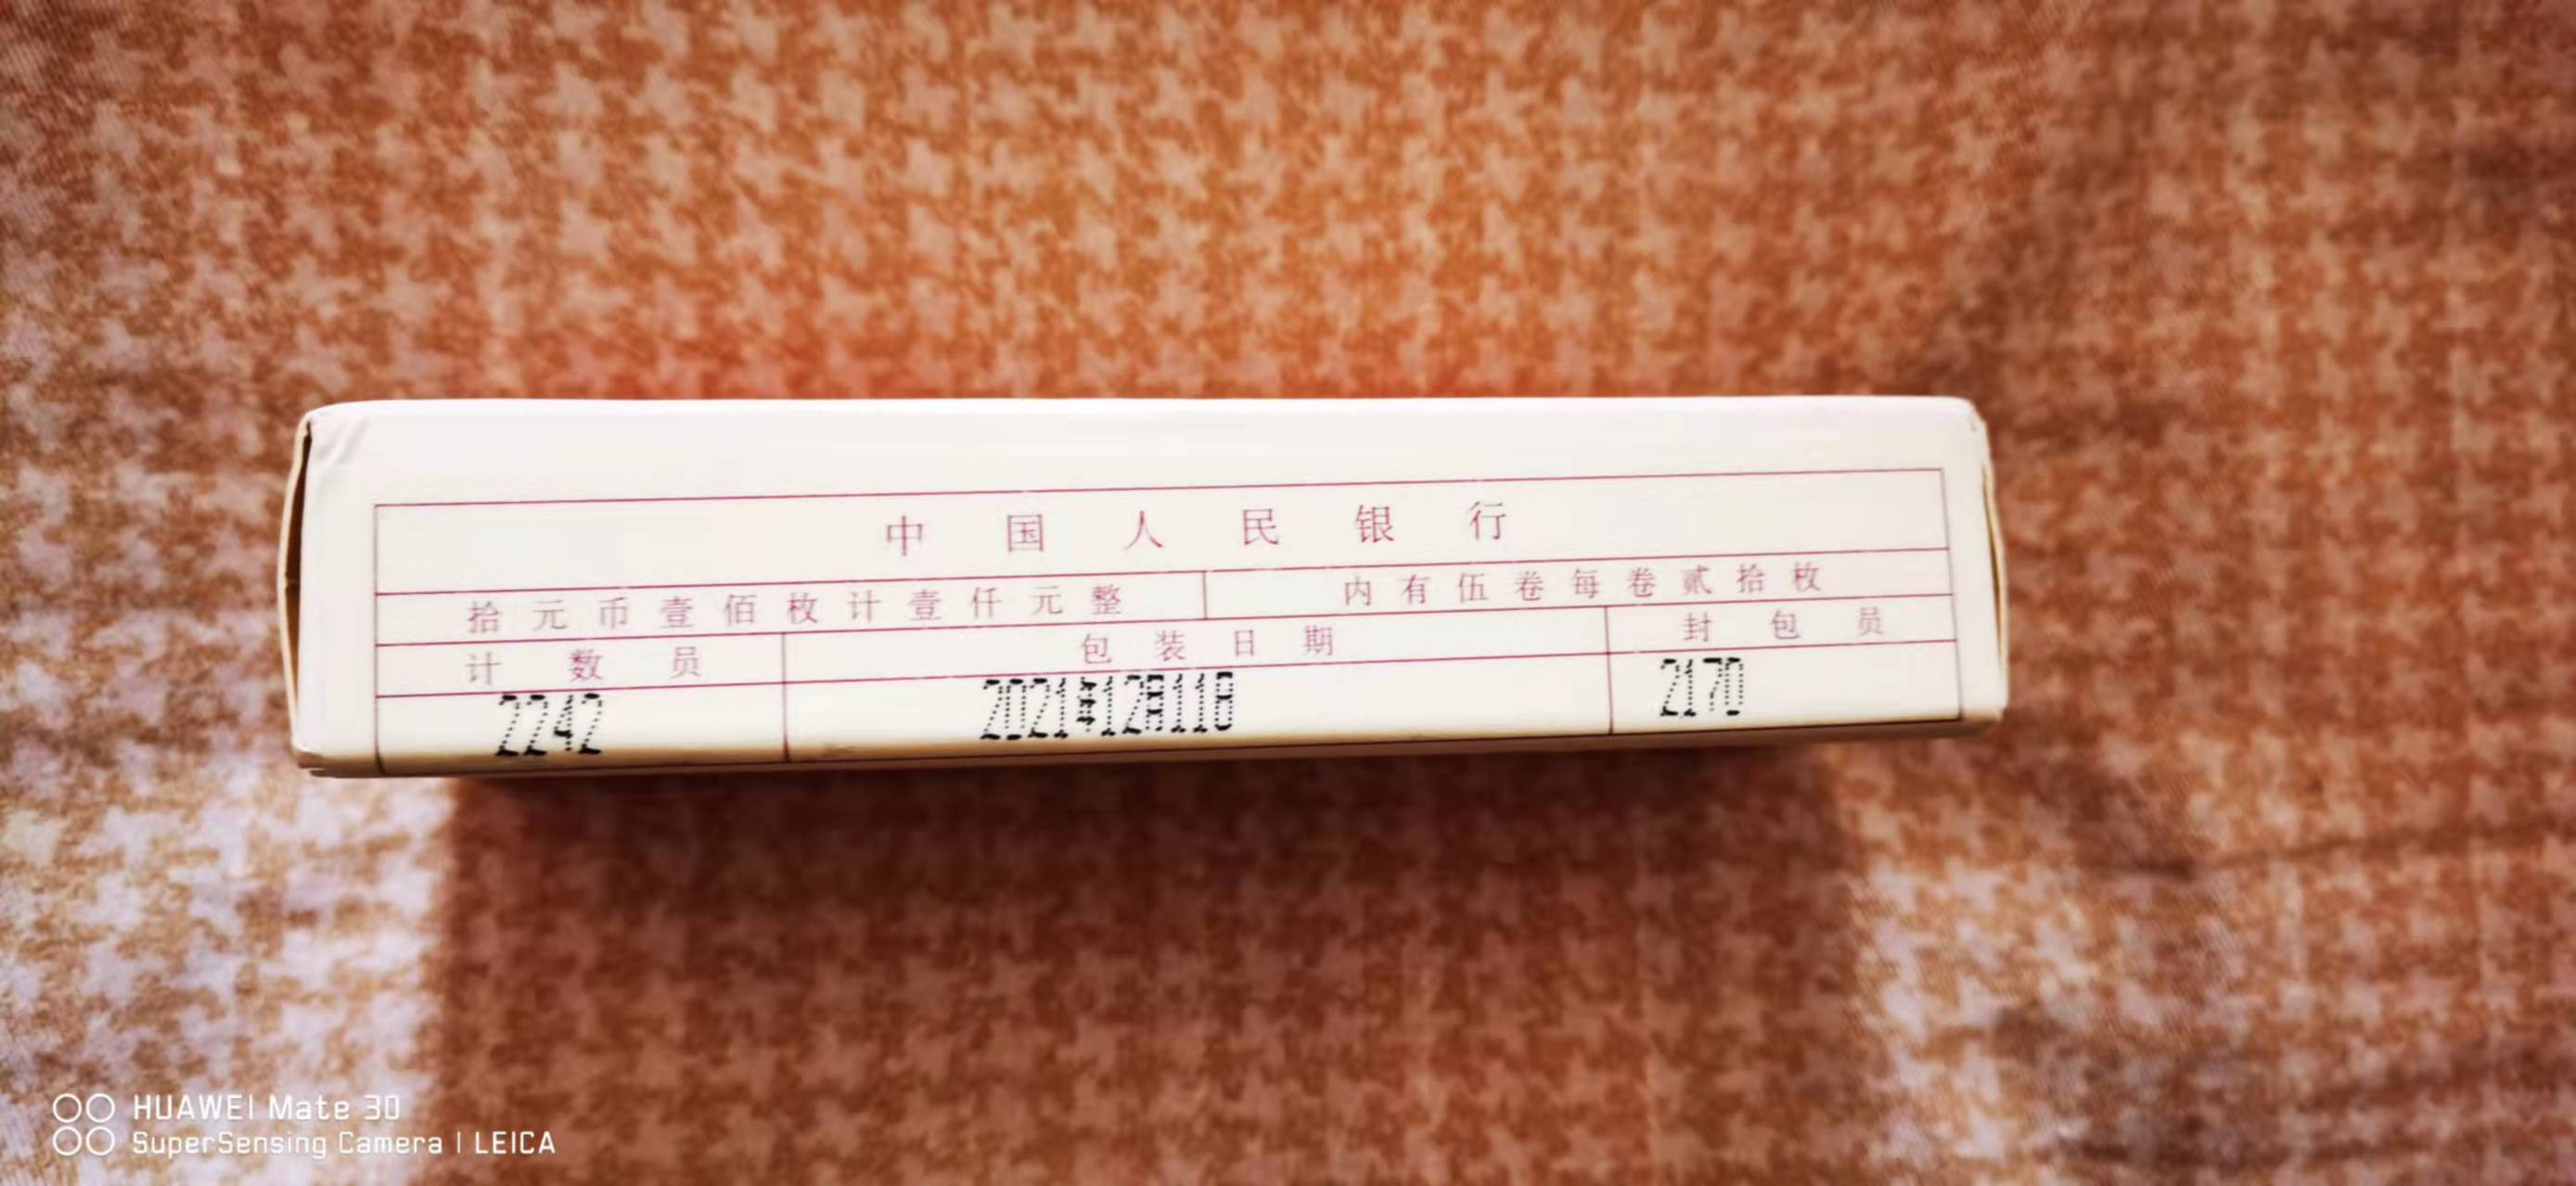 中国人民银行
拾元币壹佰枚计壹仟元整 内有伍卷每卷贰拾枚
计数员 包装日期 封包员
2242 2021年12月11日 2170
HUAWEI Mate 30
SuperSensing Camera | LEICA